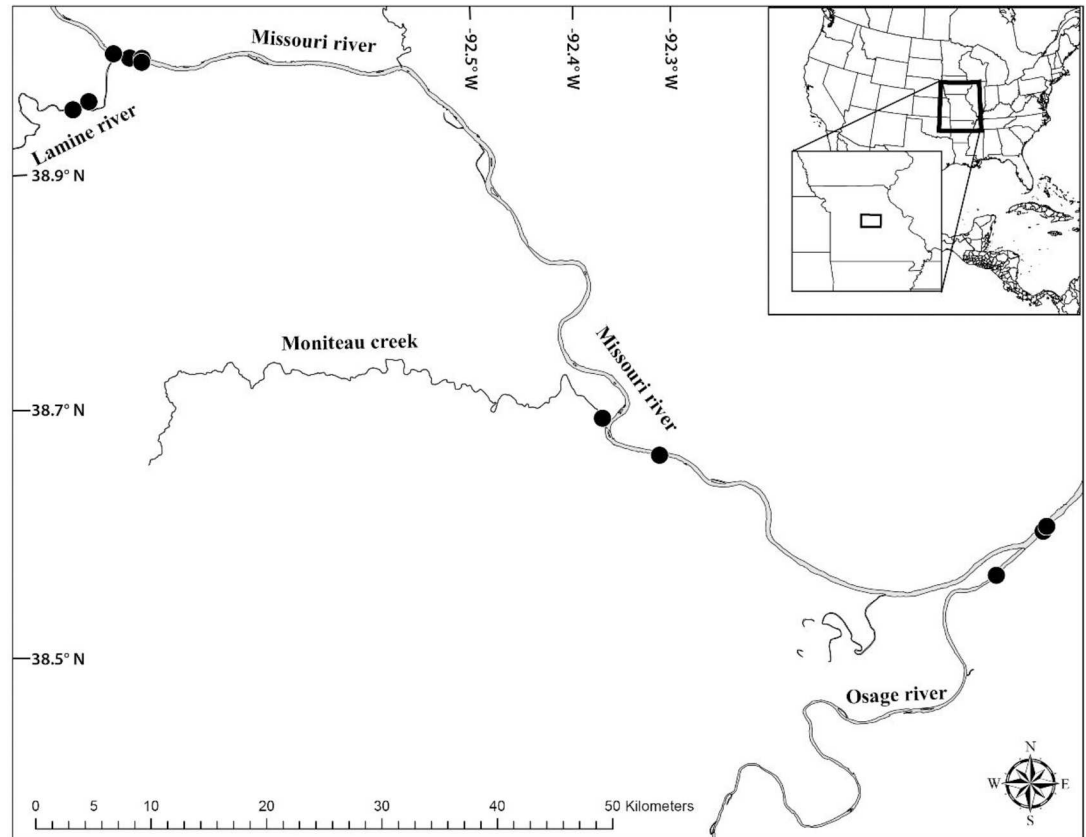 Missouri river
-92.5°W
-92.4°W
-92.3°W
Lamine river
38.9° N
Moniteau creek
Missouri river
38.7° N
38.5° N
Osage river
N
W E
S
0 5 10 20 30 40 50 Kilometers